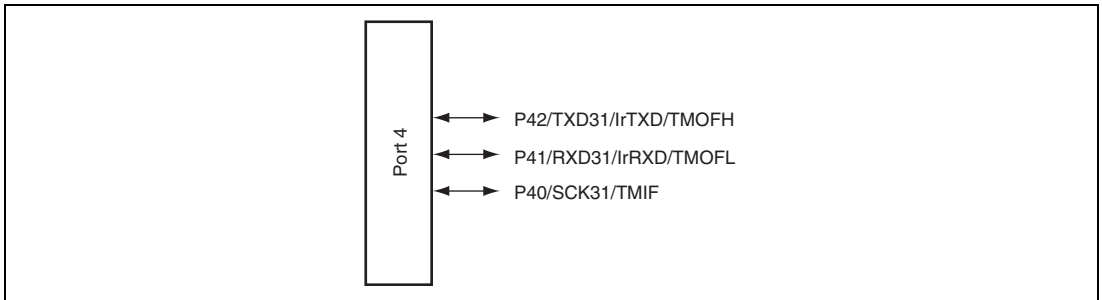 Port 4
P42/TXD31/IrTXD/TMOFH
P41/RXD31/IrRXD/TMOFL
P40/SCK31/TMIF